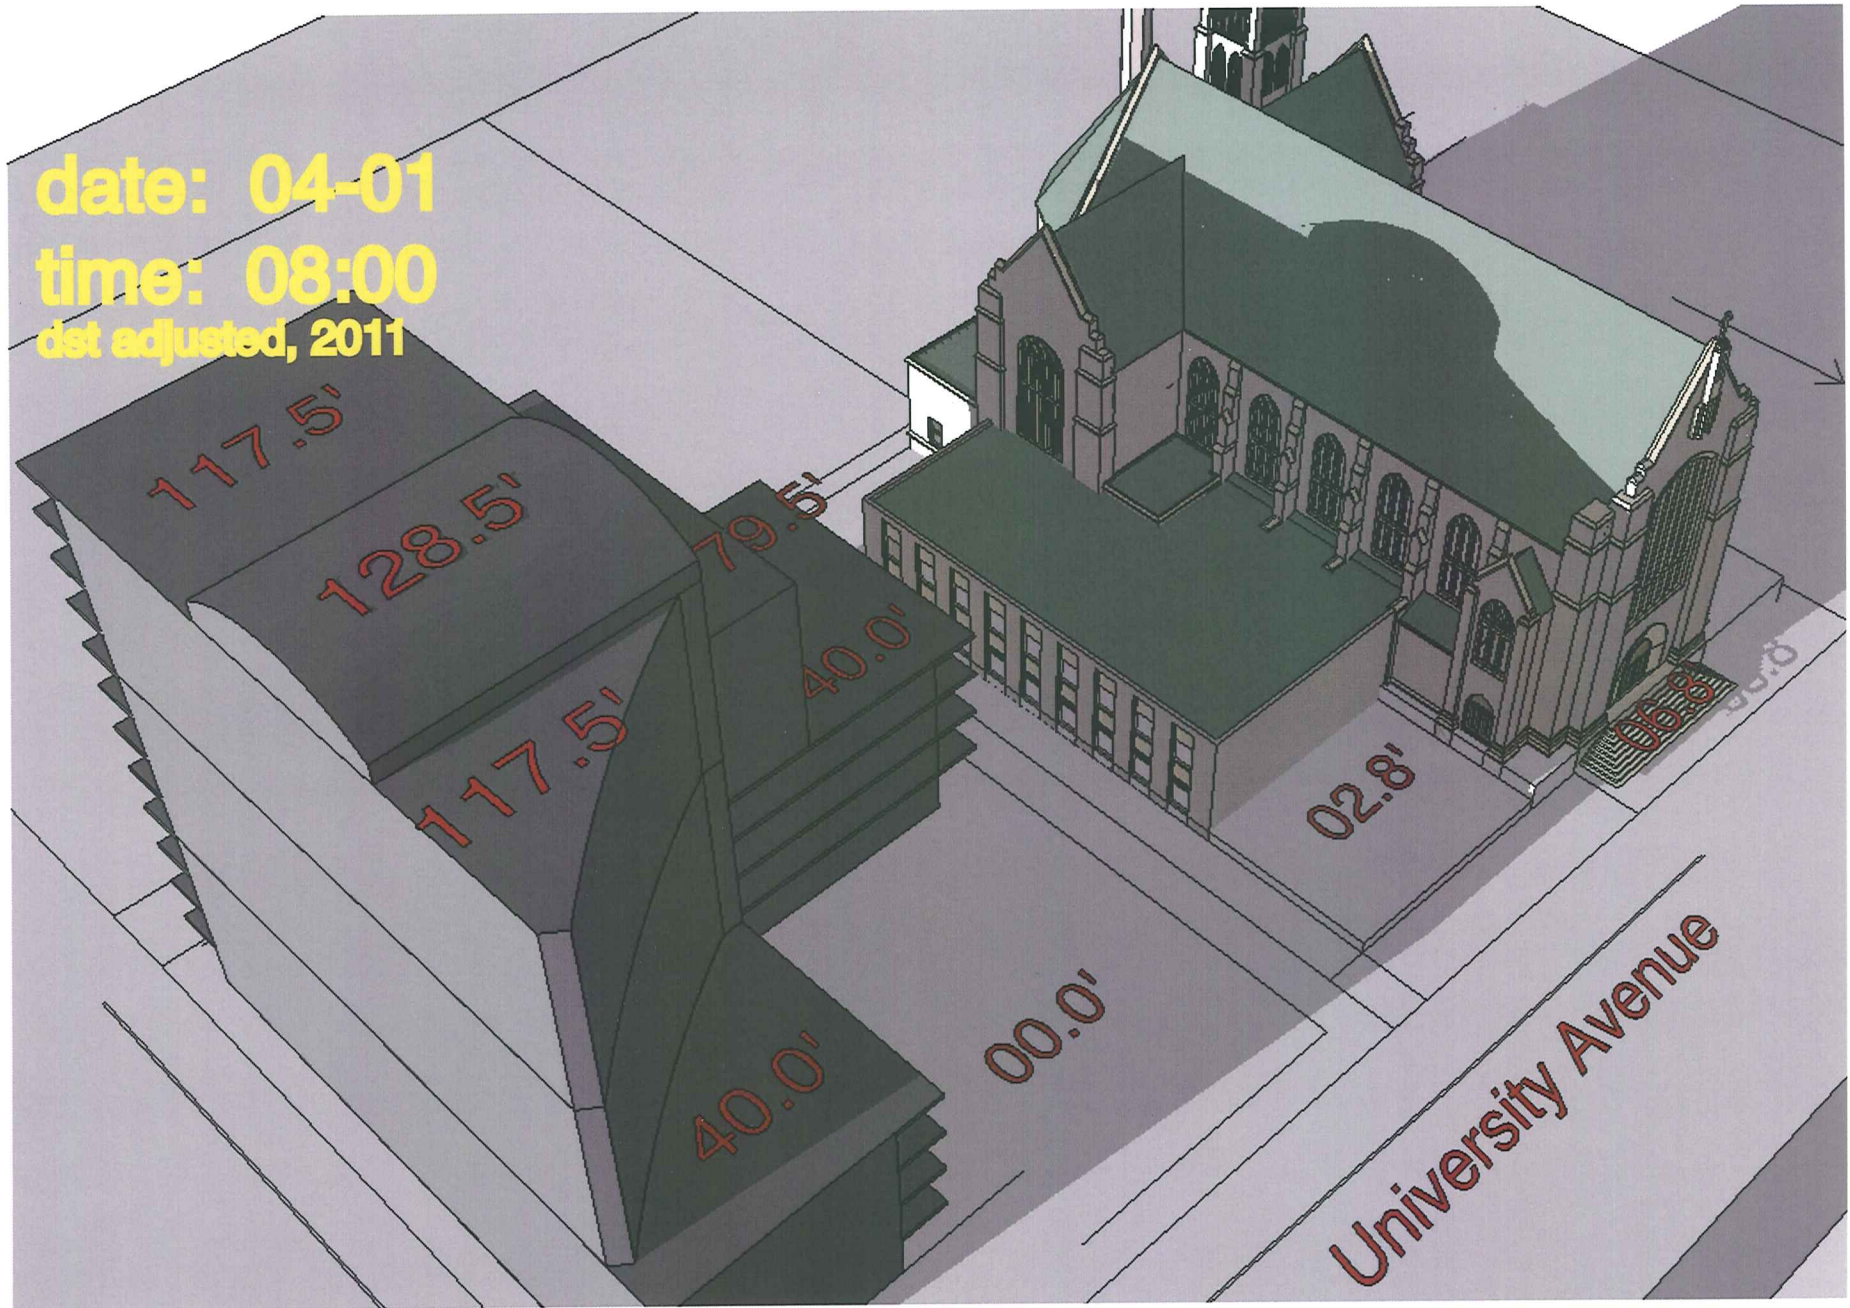 date: 04-01
time: 08:00
dst adjusted, 2011
117.5'
128.5'
79.5'
40.0'
117.5'
06.8'
02.8'
00.0'
40.0'
University Avenue